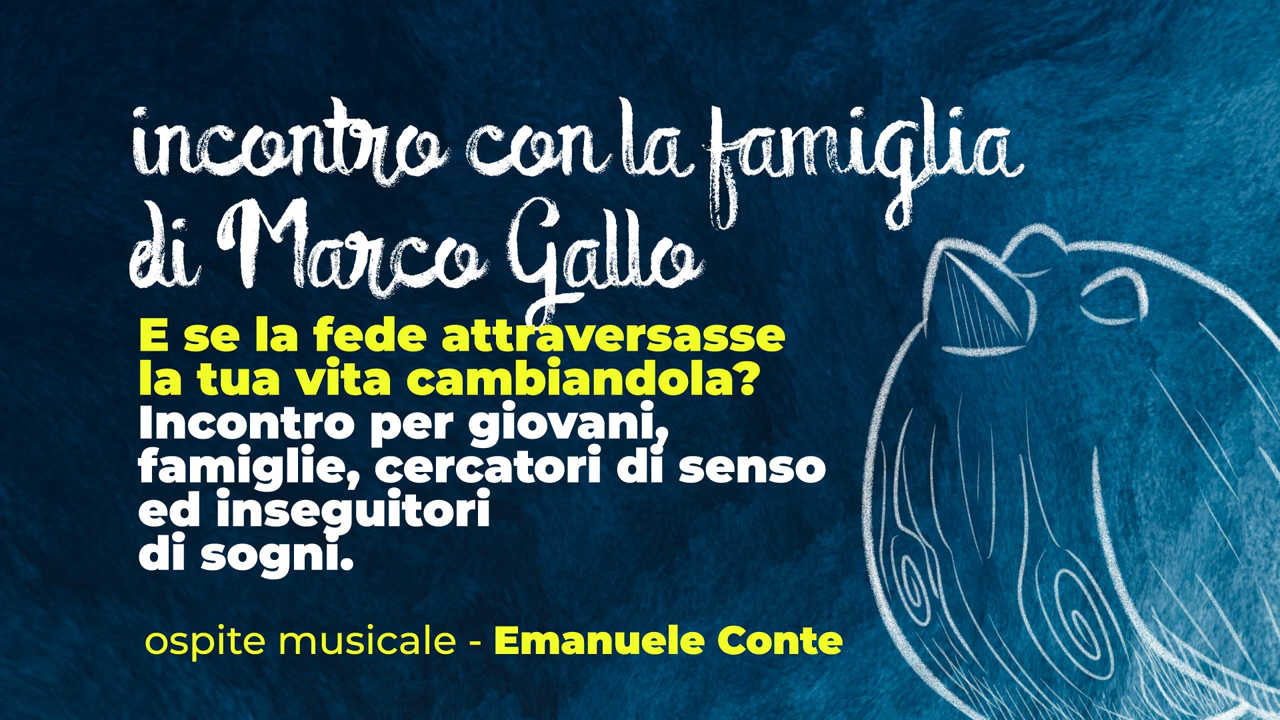 incontro con la famiglia
di Marco Gallo
E se la fede attraversasse
la tua vita cambiandola?
Incontro per giovani,
famiglie, cercatori di senso
ed inseguitori
di sogni.
ospite musicale - Emanuele Conte